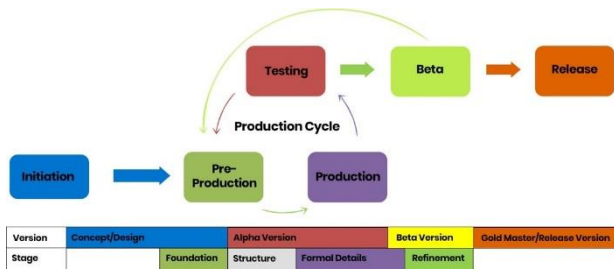 Testing
Beta
Release
Production Cycle
Initiation
Pre-
Production
Production
Version Concept/Design Alpha Version Beta Version Gold Master/Release Version
Stage Foundation Structure Formal Details Refinement